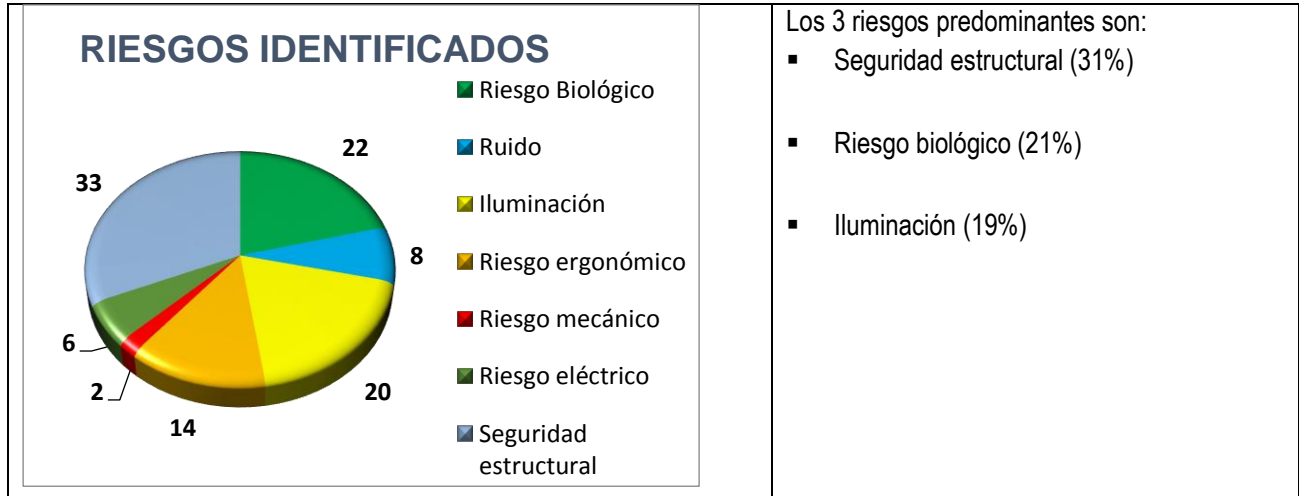 RIESGOS IDENTIFICADOS
22
8
20
14
2
6
33
Riesgo Biológico
Ruido
Iluminación
Riesgo ergonómico
Riesgo mecánico
Riesgo eléctrico
Seguridad
estructural
Los 3 riesgos predominantes son:
▪ Seguridad estructural (31%)
▪ Riesgo biológico (21%)
▪ Iluminación (19%)